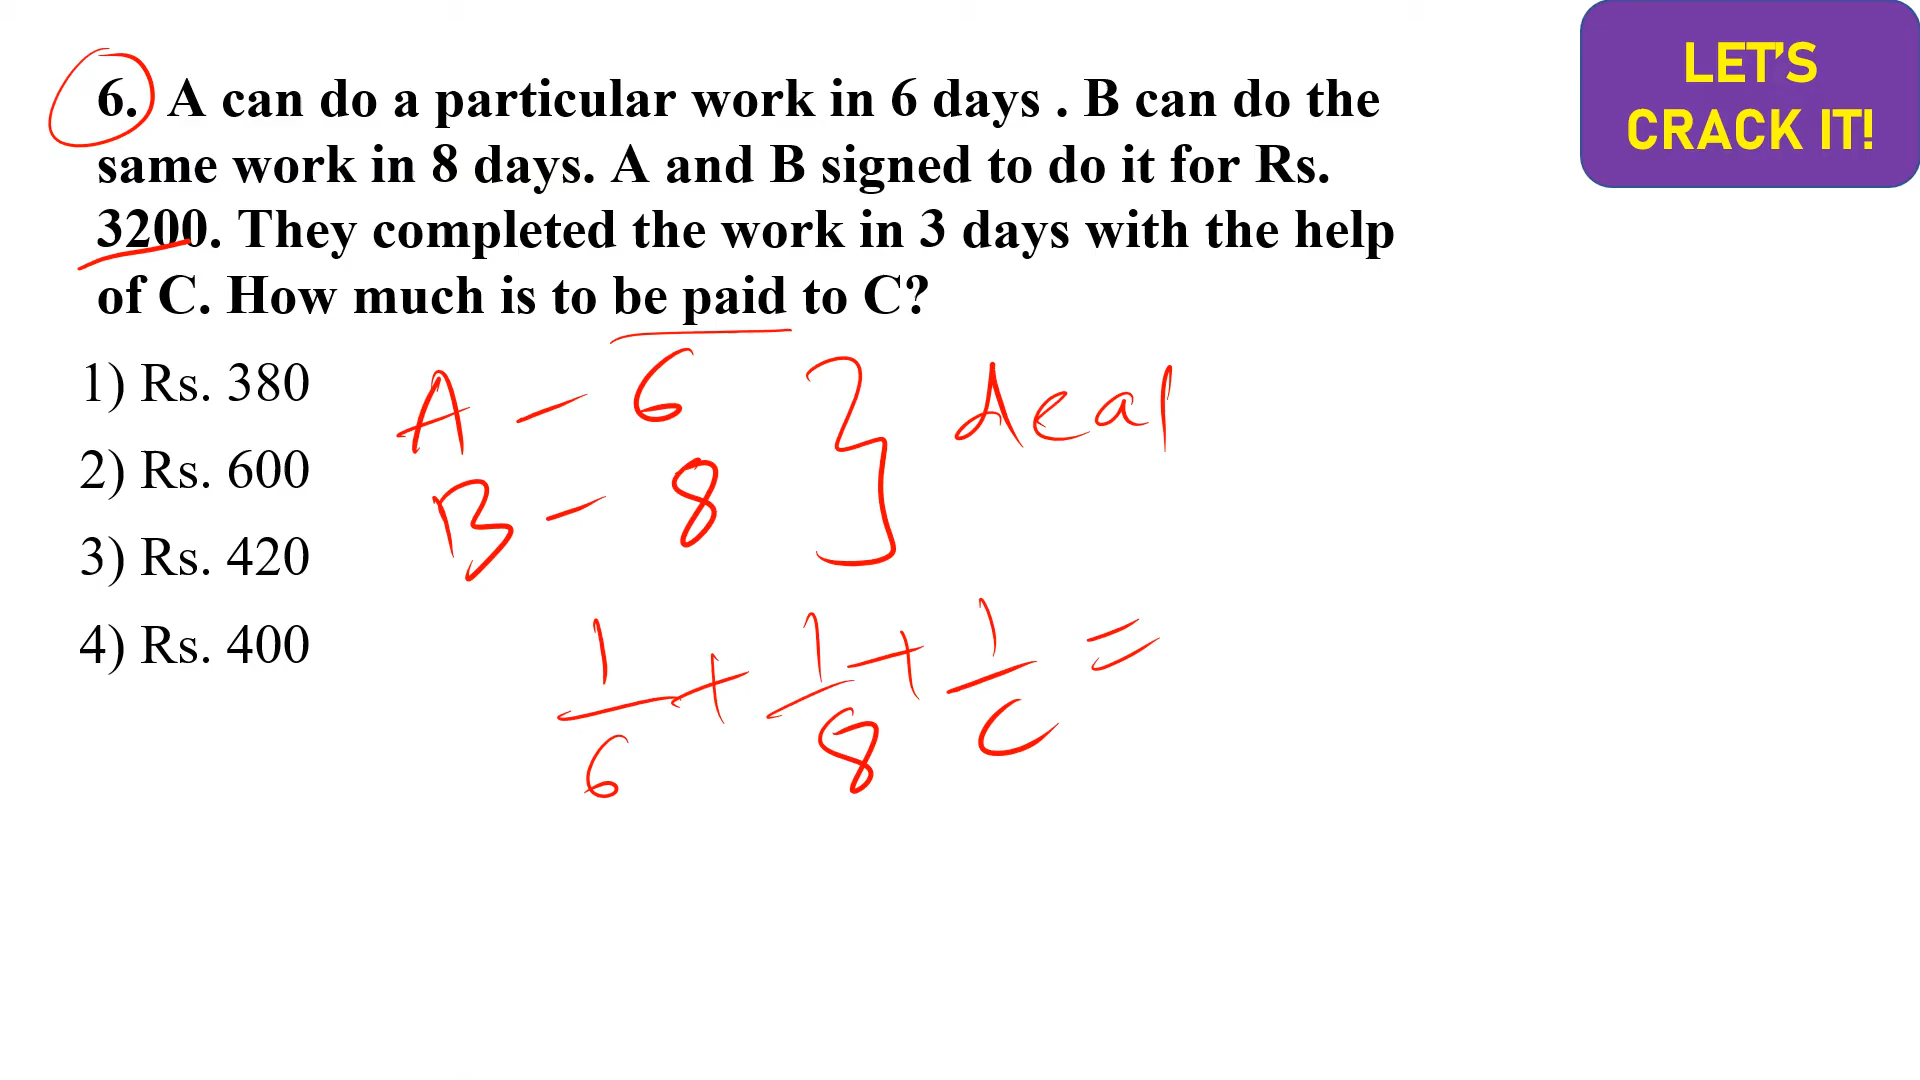 LET'S
CRACK IT!
6. A can do a particular work in 6 days . B can do the
same work in 8 days. A and B signed to do it for Rs.
3200. They completed the work in 3 days with the help
of C. How much is to be paid to C?
1) Rs. 380
2) Rs. 600
3) Rs. 420
4) Rs. 400
A - 6
B - 8
} deal
1/6 + 1/8 + 1/C =